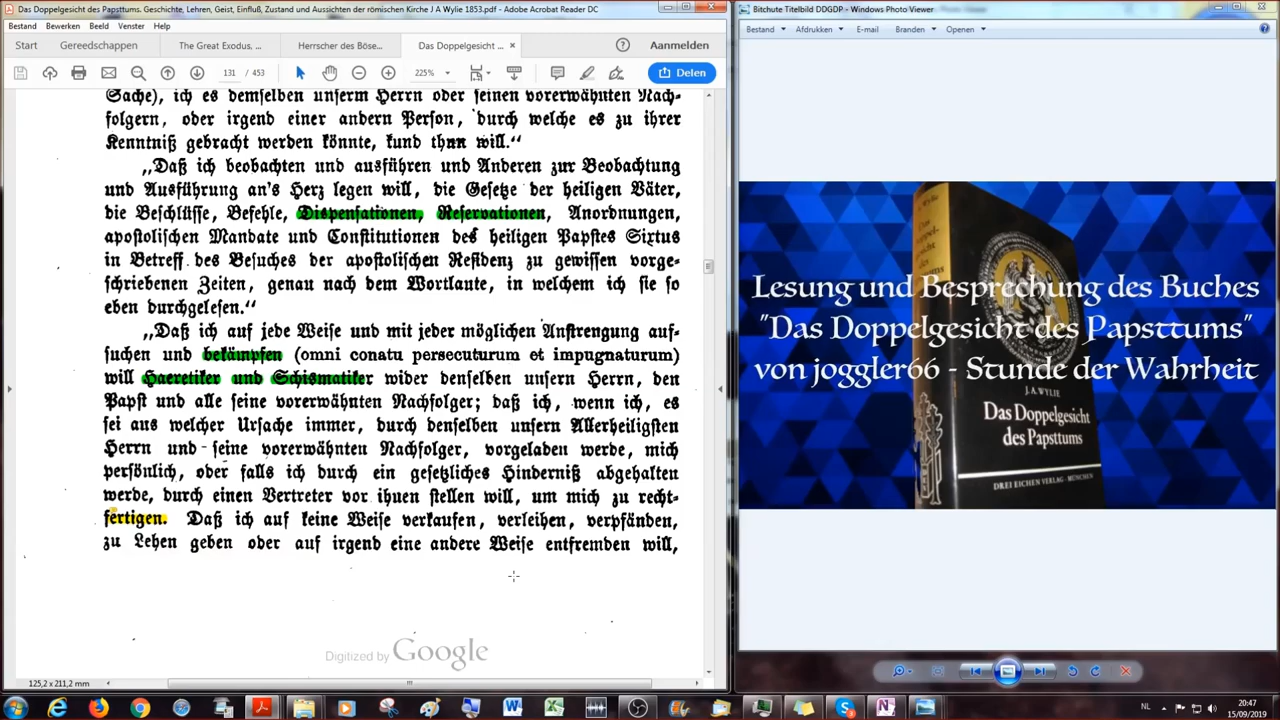 Das Doppelgesicht des Papsttums. Geschichte, Lehren, Geist, Einfluß, Zustand und Aussichten der römischen Kirche J A Wylie 1853.pdf - Adobe Acrobat Reader DC
Bestand Bewerken Beeld Venster Help
Start Gereedschappen The Great Exodus, ... Herrscher des Böse... Das Doppelgesicht ... × Aanmelden
131 / 453 225% Delen
Sache), ich es demselben unserm Herrn oder seinen vorerwähnten Nach-
folgern, oder irgend einer andern Person, durch welche es zu ihrer
Kenntniß gebracht werden könnte, kund thun will.“
„Daß ich beobachten und ausführen und Anderen zur Beobachtung
und Ausführung an's Herz legen will, die Gesetze der heiligen Väter,
die Beschlüsse, Befehle, Dispensationen, Reservationen, Anordnungen,
apostolischen Mandate und Constitutionen des heiligen Papstes Sixtus
in Betreff des Besuches der apostolischen Residenz zu gewissen vorge-
schriebenen Zeiten, genau nach dem Wortlaute, in welchem ich sie so
eben durchgelesen.“
„Daß ich auf jede Weise und mit jeder möglichen Anstrengung auf-
suchen und bekämpfen (omni conatu persecuturum et impugnaturum)
will Haeretiker und Schismatiker wider denselben unsern Herrn, den
Papst und alle seine vorerwähnten Nachfolger; daß ich, wenn ich, es
sei aus welcher Ursache immer, durch denselben unsern Allerheiligsten
Herrn und seine vorerwähnten Nachfolger, vorgeladen werde, mich
persönlich, oder falls ich durch ein gesetzliches Hinderniß abgehalten
werde, durch einen Vertreter vor ihuen stellen will, um mich zu recht-
fertigen. Daß ich auf keine Weise verkaufen, verleihen, verpfänden,
zu Lehen geben oder auf irgend eine andere Weise entfremden will,
Digitized by Google
125,2 x 211,2 mm
Bitchute Titelbild DDGDP - Windows Photo Viewer
Bestand Afdrukken E-mail Branden Openen
Lesung und Besprechung des Buches
"Das Doppelgesicht des Papsttums"
von joggler66 - Stunde der Wahrheit
J.A.WYLIE
Das Doppelgesicht
des Papsttums
DREI EICHEN VERLAG · MÜNCHEN
NL 20:47
15/09/2019